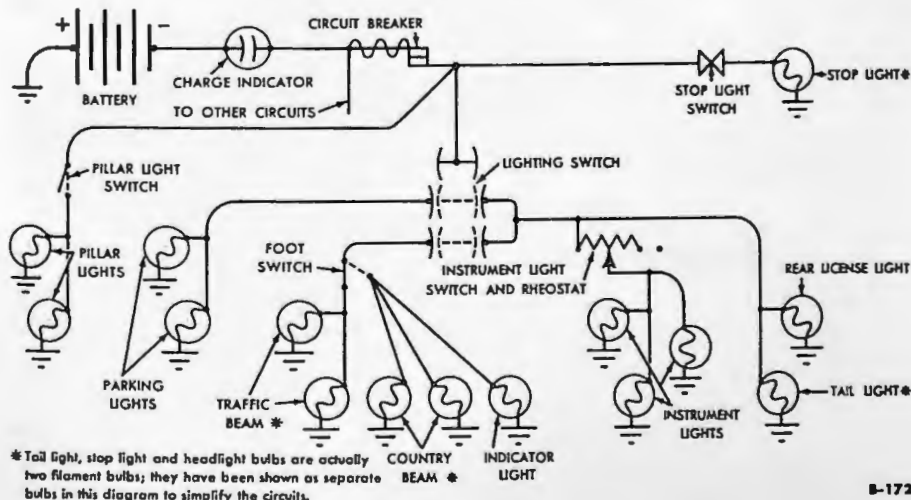 CIRCUIT BREAKER
+
-
CHARGE INDICATOR
BATTERY
TO OTHER CIRCUITS
STOP LIGHT
SWITCH
STOP LIGHT*
PILLAR LIGHT
SWITCH
LIGHTING SWITCH
PILLAR
LIGHTS
FOOT
SWITCH
INSTRUMENT LIGHT
SWITCH AND RHEOSTAT
REAR LICENSE LIGHT
PARKING
LIGHTS
TRAFFIC
BEAM *
COUNTRY
BEAM *
INDICATOR
LIGHT
INSTRUMENT
LIGHTS
TAIL LIGHT*
* Tail light, stop light and headlight bulbs are actually
two filament bulbs; they have been shown as separate
bulbs in this diagram to simplify the circuits.
B-172